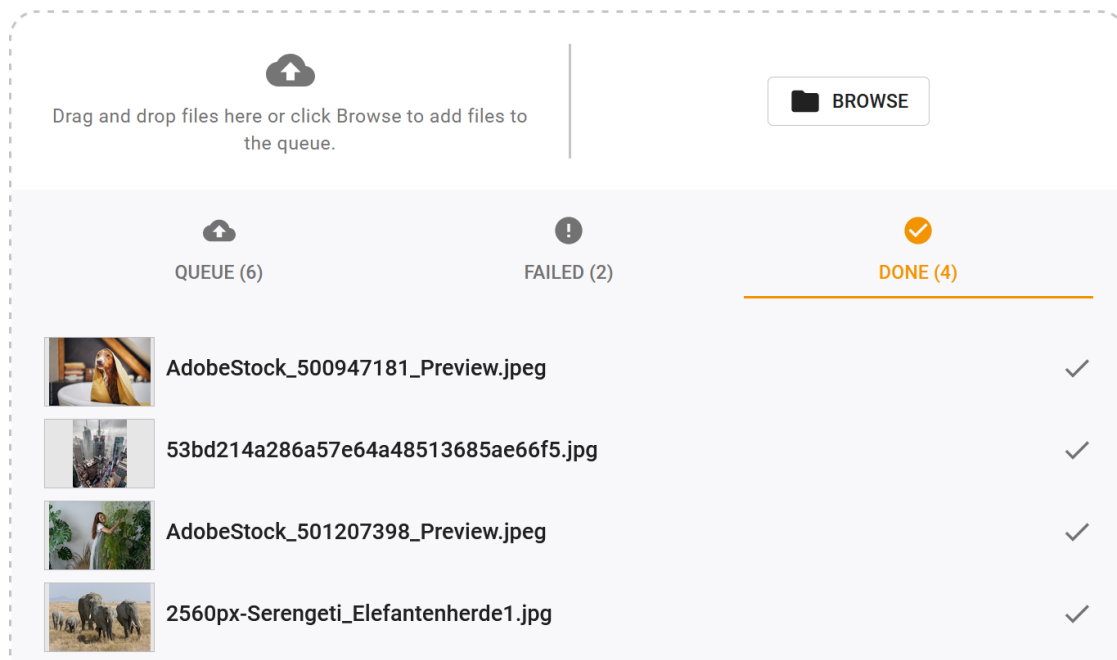 Drag and drop files here or click Browse to add files to
the queue.
BROWSE
QUEUE (6)
FAILED (2)
DONE (4)
AdobeStock_500947181_Preview.jpeg
53bd214a286a57e64a48513685ae66f5.jpg
AdobeStock_501207398_Preview.jpeg
2560px-Serengeti_Elefantenherde1.jpg